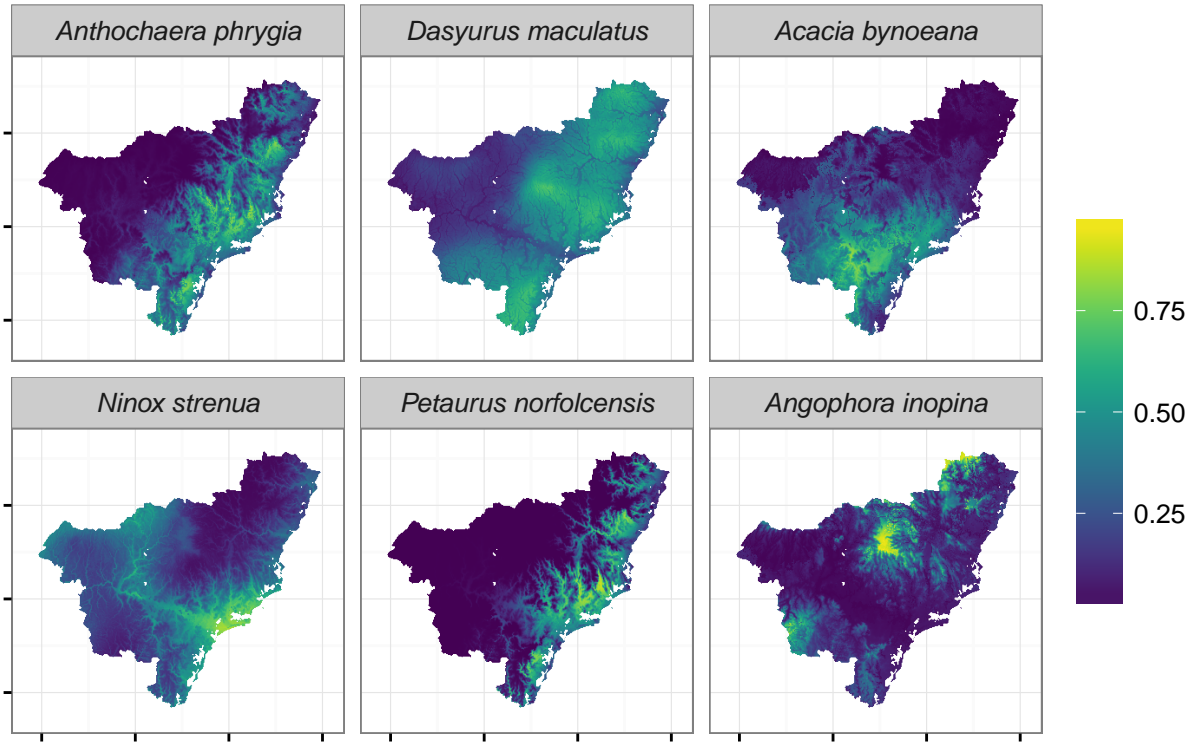 Anthochaera phrygia
Dasyurus maculatus
Acacia bynoeana
Ninox strenua
Petaurus norfolcensis
Angophora inopina
0.75
0.50
0.25